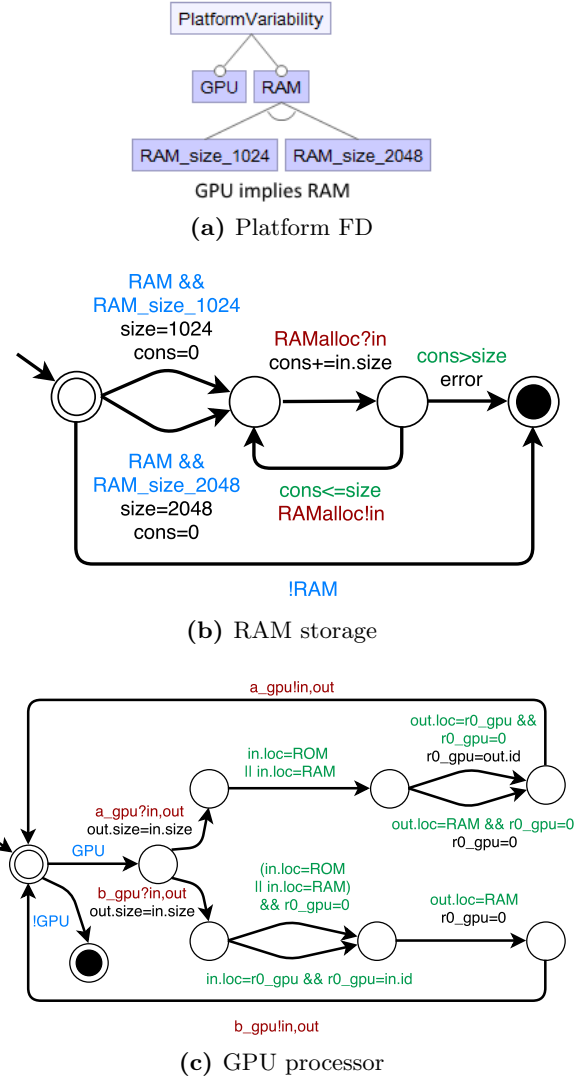 PlatformVariability
GPU
RAM
RAM_size_1024
RAM_size_2048
GPU implies RAM
(a) Platform FD
RAM &&
RAM_size_1024
size=1024
cons=0
RAMalloc?in
cons+=in.size
cons>size
error
RAM &&
RAM_size_2048
size=2048
cons=0
cons<=size
RAMalloc!in
!RAM
(b) RAM storage
a_gpu!in,out
out.loc=r0_gpu &&
r0_gpu=0
r0_gpu=out.id
in.loc=ROM
|| in.loc=RAM
a_gpu?in,out
out.size=in.size
out.loc=RAM && r0_gpu=0
r0_gpu=0
GPU
b_gpu?in,out
out.size=in.size
(in.loc=ROM
|| in.loc=RAM)
&& r0_gpu=0
out.loc=RAM
r0_gpu=0
!GPU
in.loc=r0_gpu && r0_gpu=in.id
b_gpu!in,out
(c) GPU processor